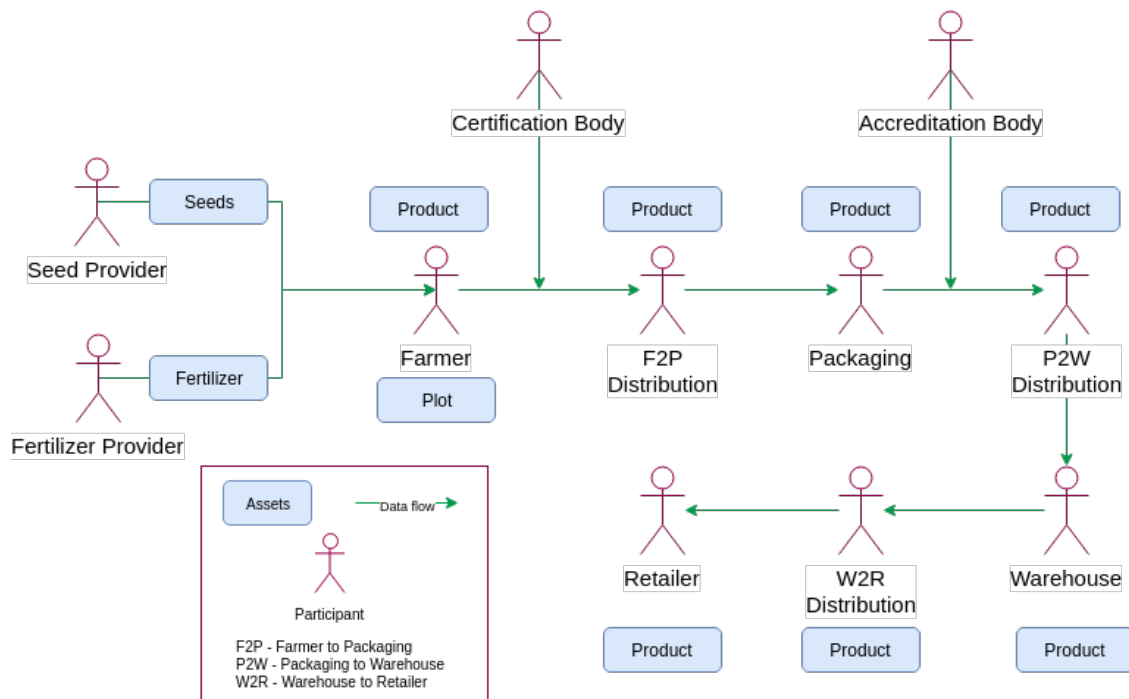 Certification Body
Accreditation Body
Seeds
Seed Provider
Product
Product
Product
Product
Farmer
F2P
Distribution
Packaging
P2W
Distribution
Fertilizer
Fertilizer Provider
Plot
Assets
Data flow
Participant
F2P - Farmer to Packaging
P2W - Packaging to Warehouse
W2R - Warehouse to Retailer
Retailer
W2R
Distribution
Warehouse
Product
Product
Product